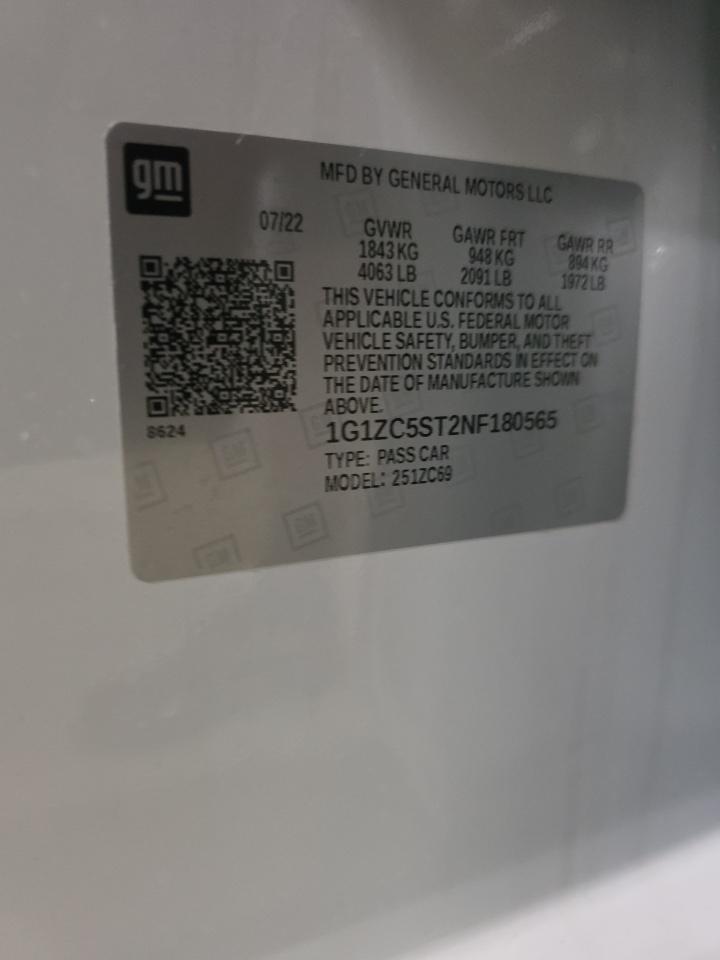 gm
MFD BY GENERAL MOTORS LLC
07/22
GVWR GAWR FRT GAWR RR
1843 KG 948 KG 894 KG
4063 LB 2091 LB 1972 LB
THIS VEHICLE CONFORMS TO ALL
APPLICABLE U.S. FEDERAL MOTOR
VEHICLE SAFETY, BUMPER, AND THEFT
PREVENTION STANDARDS IN EFFECT ON
THE DATE OF MANUFACTURE SHOWN
ABOVE.
8624
1G1ZC5ST2NF180565
TYPE: PASS CAR
MODEL: 251ZC69